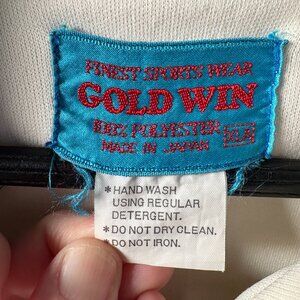 FINEST SPORTS WEAR
GOLD WIN
100% POLYESTER
MADE IN JAPAN
*HAND WASH
USING REGULAR
DETERGENT.
*DO NOT DRY CLEAN.
*DO NOT IRON.